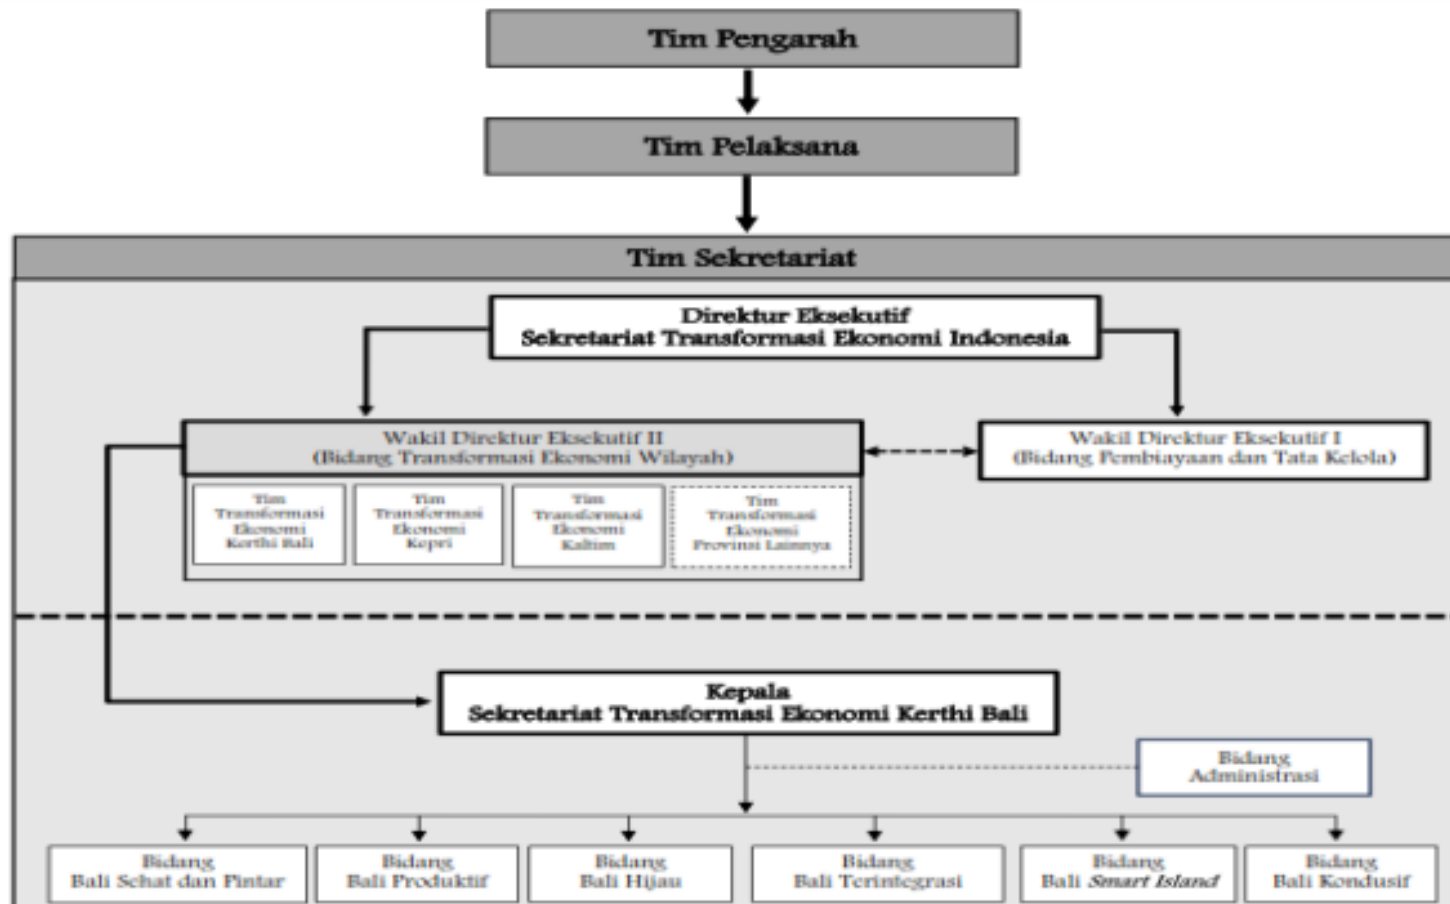 Tim Pengarah
Tim Pelaksana
Tim Sekretariat
Direktur Eksekutif
Sekretariat Transformasi Ekonomi Indonesia
Wakil Direktur Eksekutif II
(Bidang Transformasi Ekonomi Wilayah)
Wakil Direktur Eksekutif I
(Bidang Pembiayaan dan Tata Kelola)
Tim
Transformasi
Ekonomi
Kerthi Bali
Tim
Transformasi
Ekonomi
Kepri
Tim
Transformasi
Ekonomi
Kaltim
Tim
Transformasi
Ekonomi
Provinsi Lainnya
Kepala
Sekretariat Transformasi Ekonomi Kerthi Bali
Bidang
Administrasi
Bidang
Bali Sehat dan Pintar
Bidang
Bali Produktif
Bidang
Bali Hijau
Bidang
Bali Terintegrasi
Bidang
Bali Smart Island
Bidang
Bali Kondusif